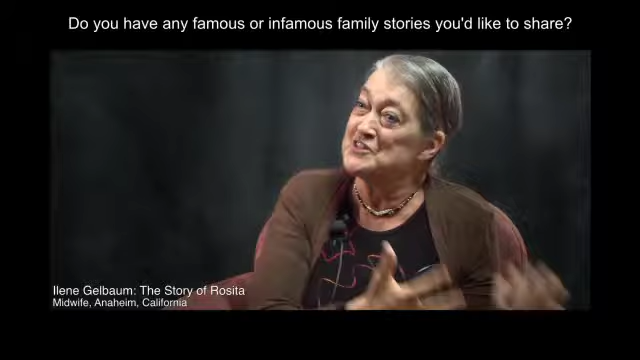 Do you have any famous or infamous family stories you'd like to share?
Ilene Gelbaum: The Story of Rosita
Midwife, Anaheim, California